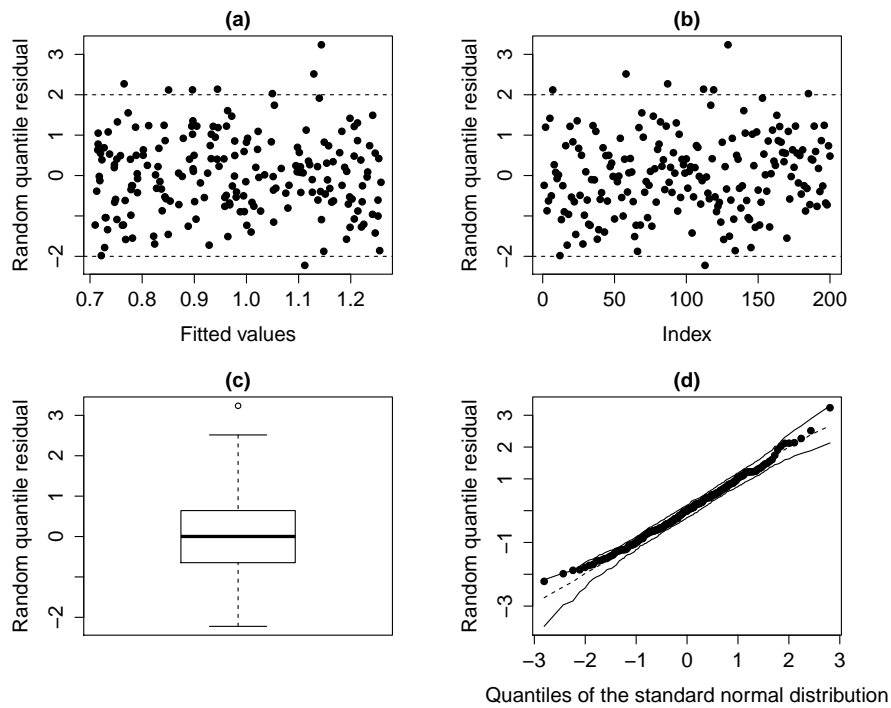 (a)
Random quantile residual
3
2
1
0
−2
0.7 0.8 0.9 1.0 1.1 1.2
Fitted values
(b)
Random quantile residual
3
2
1
0
−2
0 50 100 150 200
Index
(c)
Random quantile residual
3
2
1
0
−2
(d)
Random quantile residual
3
2
1
−1
−3
−3 −2 −1 0 1 2 3
Quantiles of the standard normal distribution